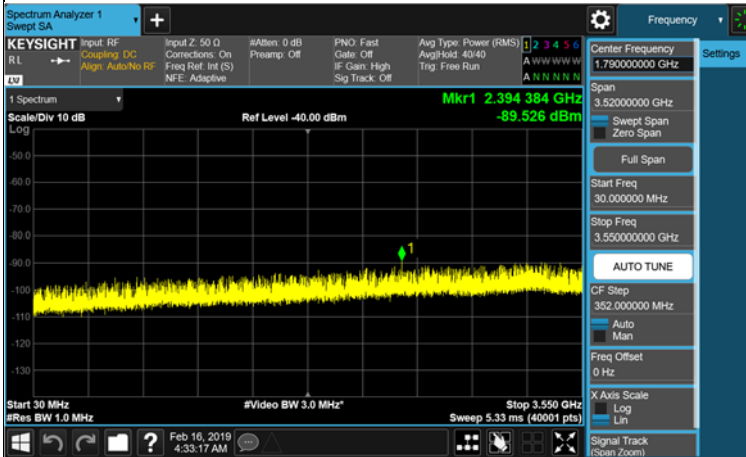 Spectrum Analyzer 1
Swept SA
+
Frequency
KEYSIGHT
RL
LXI
Input: RF
Coupling: DC
Align: Auto/No RF
Input Z: 50 Ω
Corrections: On
Freq Ref: Int (S)
NFE: Adaptive
#Atten: 0 dB
Preamp: Off
PNO: Fast
Gate: Off
IF Gain: High
Sig Track: Off
Avg Type: Power (RMS)
Avg|Hold: 40/40
Trig: Free Run
1 2 3 4 5 6
A W W W W W
A N N N N N
1 Spectrum
Scale/Div 10 dB
Log
Ref Level -40.00 dBm
Mkr1 2.394 384 GHz
-89.526 dBm
-50.0
-60.0
-70.0
-80.0
-90.0
-100
-110
-120
-130
1
Start 30 MHz
#Res BW 1.0 MHz
#Video BW 3.0 MHz*
Stop 3.550 GHz
Sweep 5.33 ms (40001 pts)
?
Feb 16, 2019
4:33:17 AM
Center Frequency
1.790000000 GHz
Settings
Span
3.52000000 GHz
Swept Span
Zero Span
Full Span
Start Freq
30.000000 MHz
Stop Freq
3.550000000 GHz
AUTO TUNE
CF Step
352.000000 MHz
Auto
Man
Freq Offset
0 Hz
X Axis Scale
Log
Lin
Signal Track
(Span Zoom)